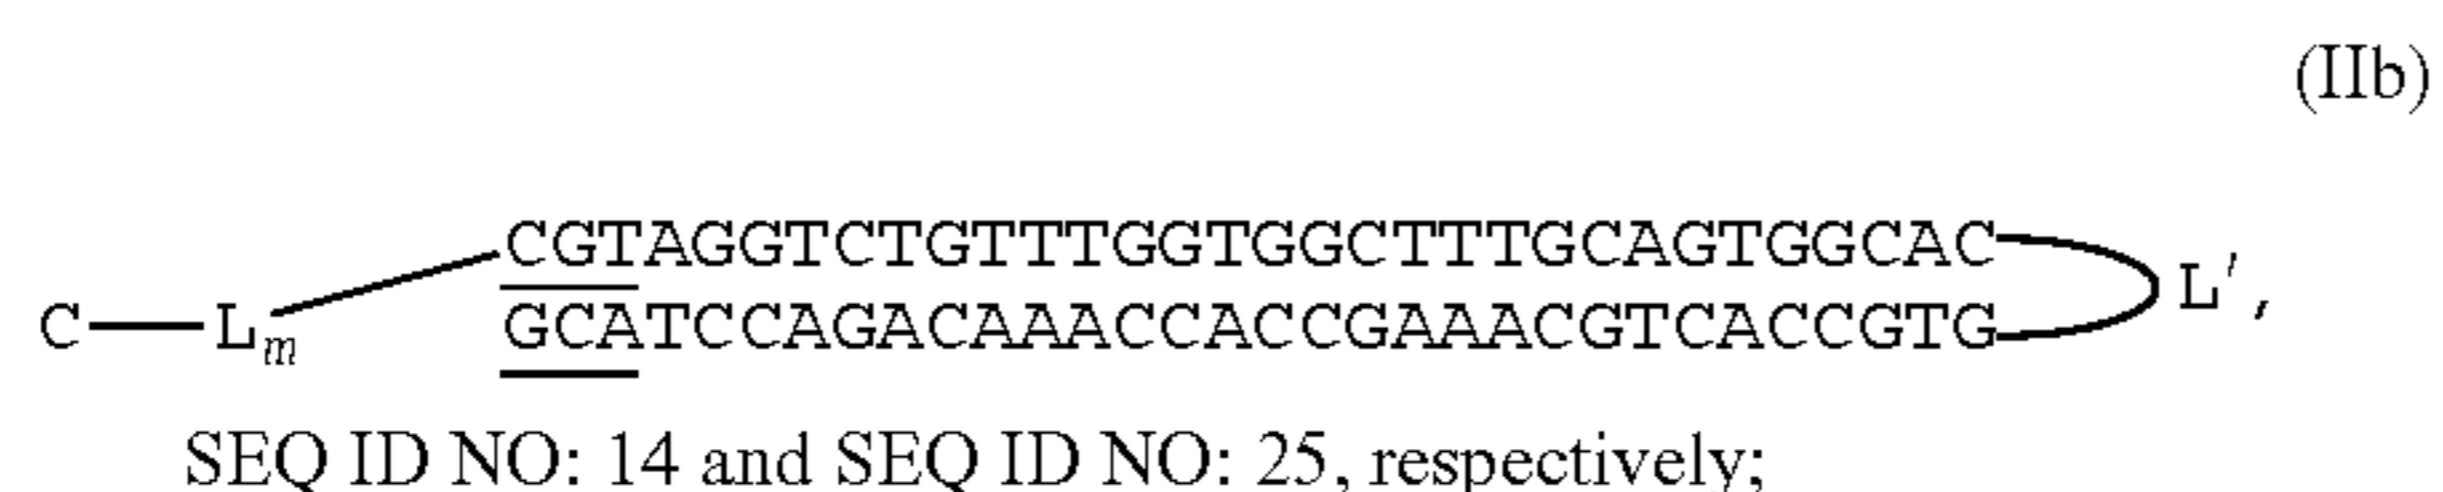 (IIb)
CGTAGGTCTGTTTGGTGGCTTTGCAGTGGCAC
L′,
C—Lm GCATCCAGACAAACCACCGAAACGTCACCGTG
SEQ ID NO: 14 and SEQ ID NO: 25, respectively;